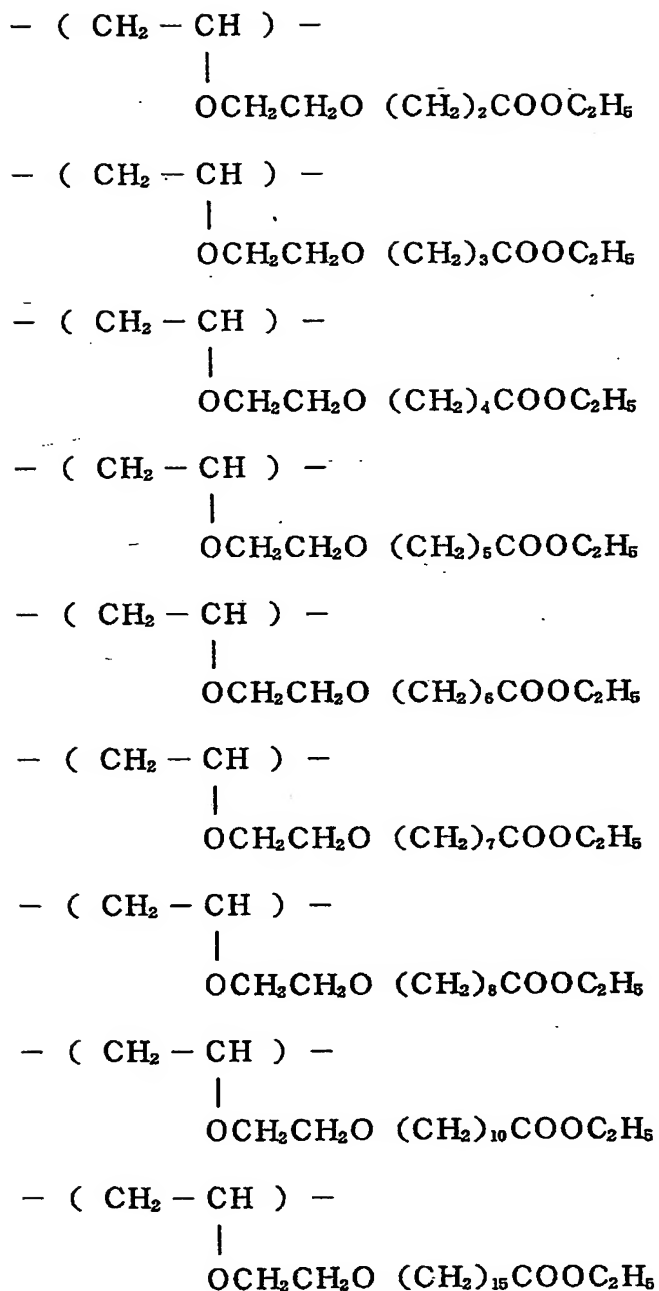 — ( CH₂ — CH ) —
|
OCH₂CH₂O (CH₂)₂COOC₂H₅
— ( CH₂ — CH ) —
|
OCH₂CH₂O (CH₂)₃COOC₂H₅
— ( CH₂ — CH ) —
|
OCH₂CH₂O (CH₂)₄COOC₂H₅
— ( CH₂ — CH ) —
|
OCH₂CH₂O (CH₂)₅COOC₂H₅
— ( CH₂ — CH ) —
|
OCH₂CH₂O (CH₂)₆COOC₂H₅
— ( CH₂ — CH ) —
|
OCH₂CH₂O (CH₂)₇COOC₂H₅
— ( CH₂ — CH ) —
|
OCH₂CH₂O (CH₂)₈COOC₂H₅
— ( CH₂ — CH ) —
|
OCH₂CH₂O (CH₂)₁₀COOC₂H₅
— ( CH₂ — CH ) —
|
OCH₂CH₂O (CH₂)₁₅COOC₂H₅